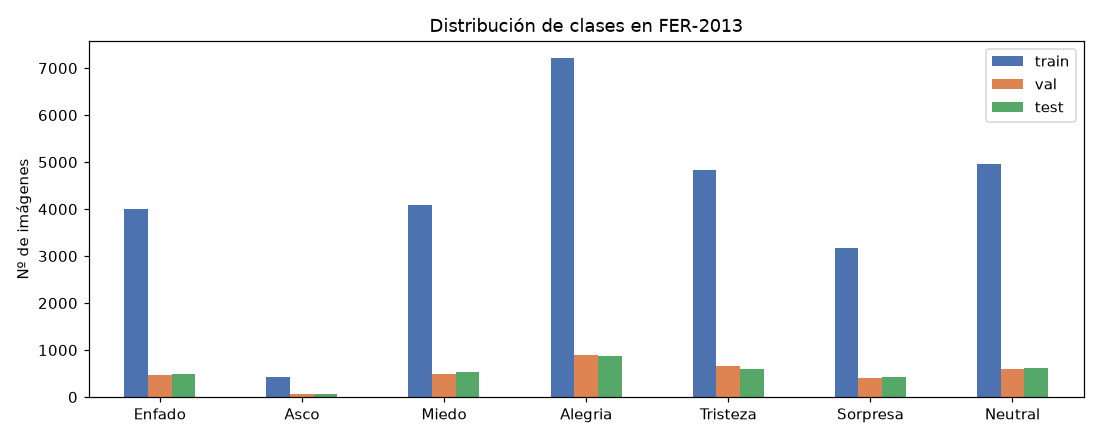 Distribución de clases en FER-2013
Nº de imágenes
7000
6000
5000
4000
3000
2000
1000
0
train
val
test
Enfado Asco Miedo Alegria Tristeza Sorpresa Neutral